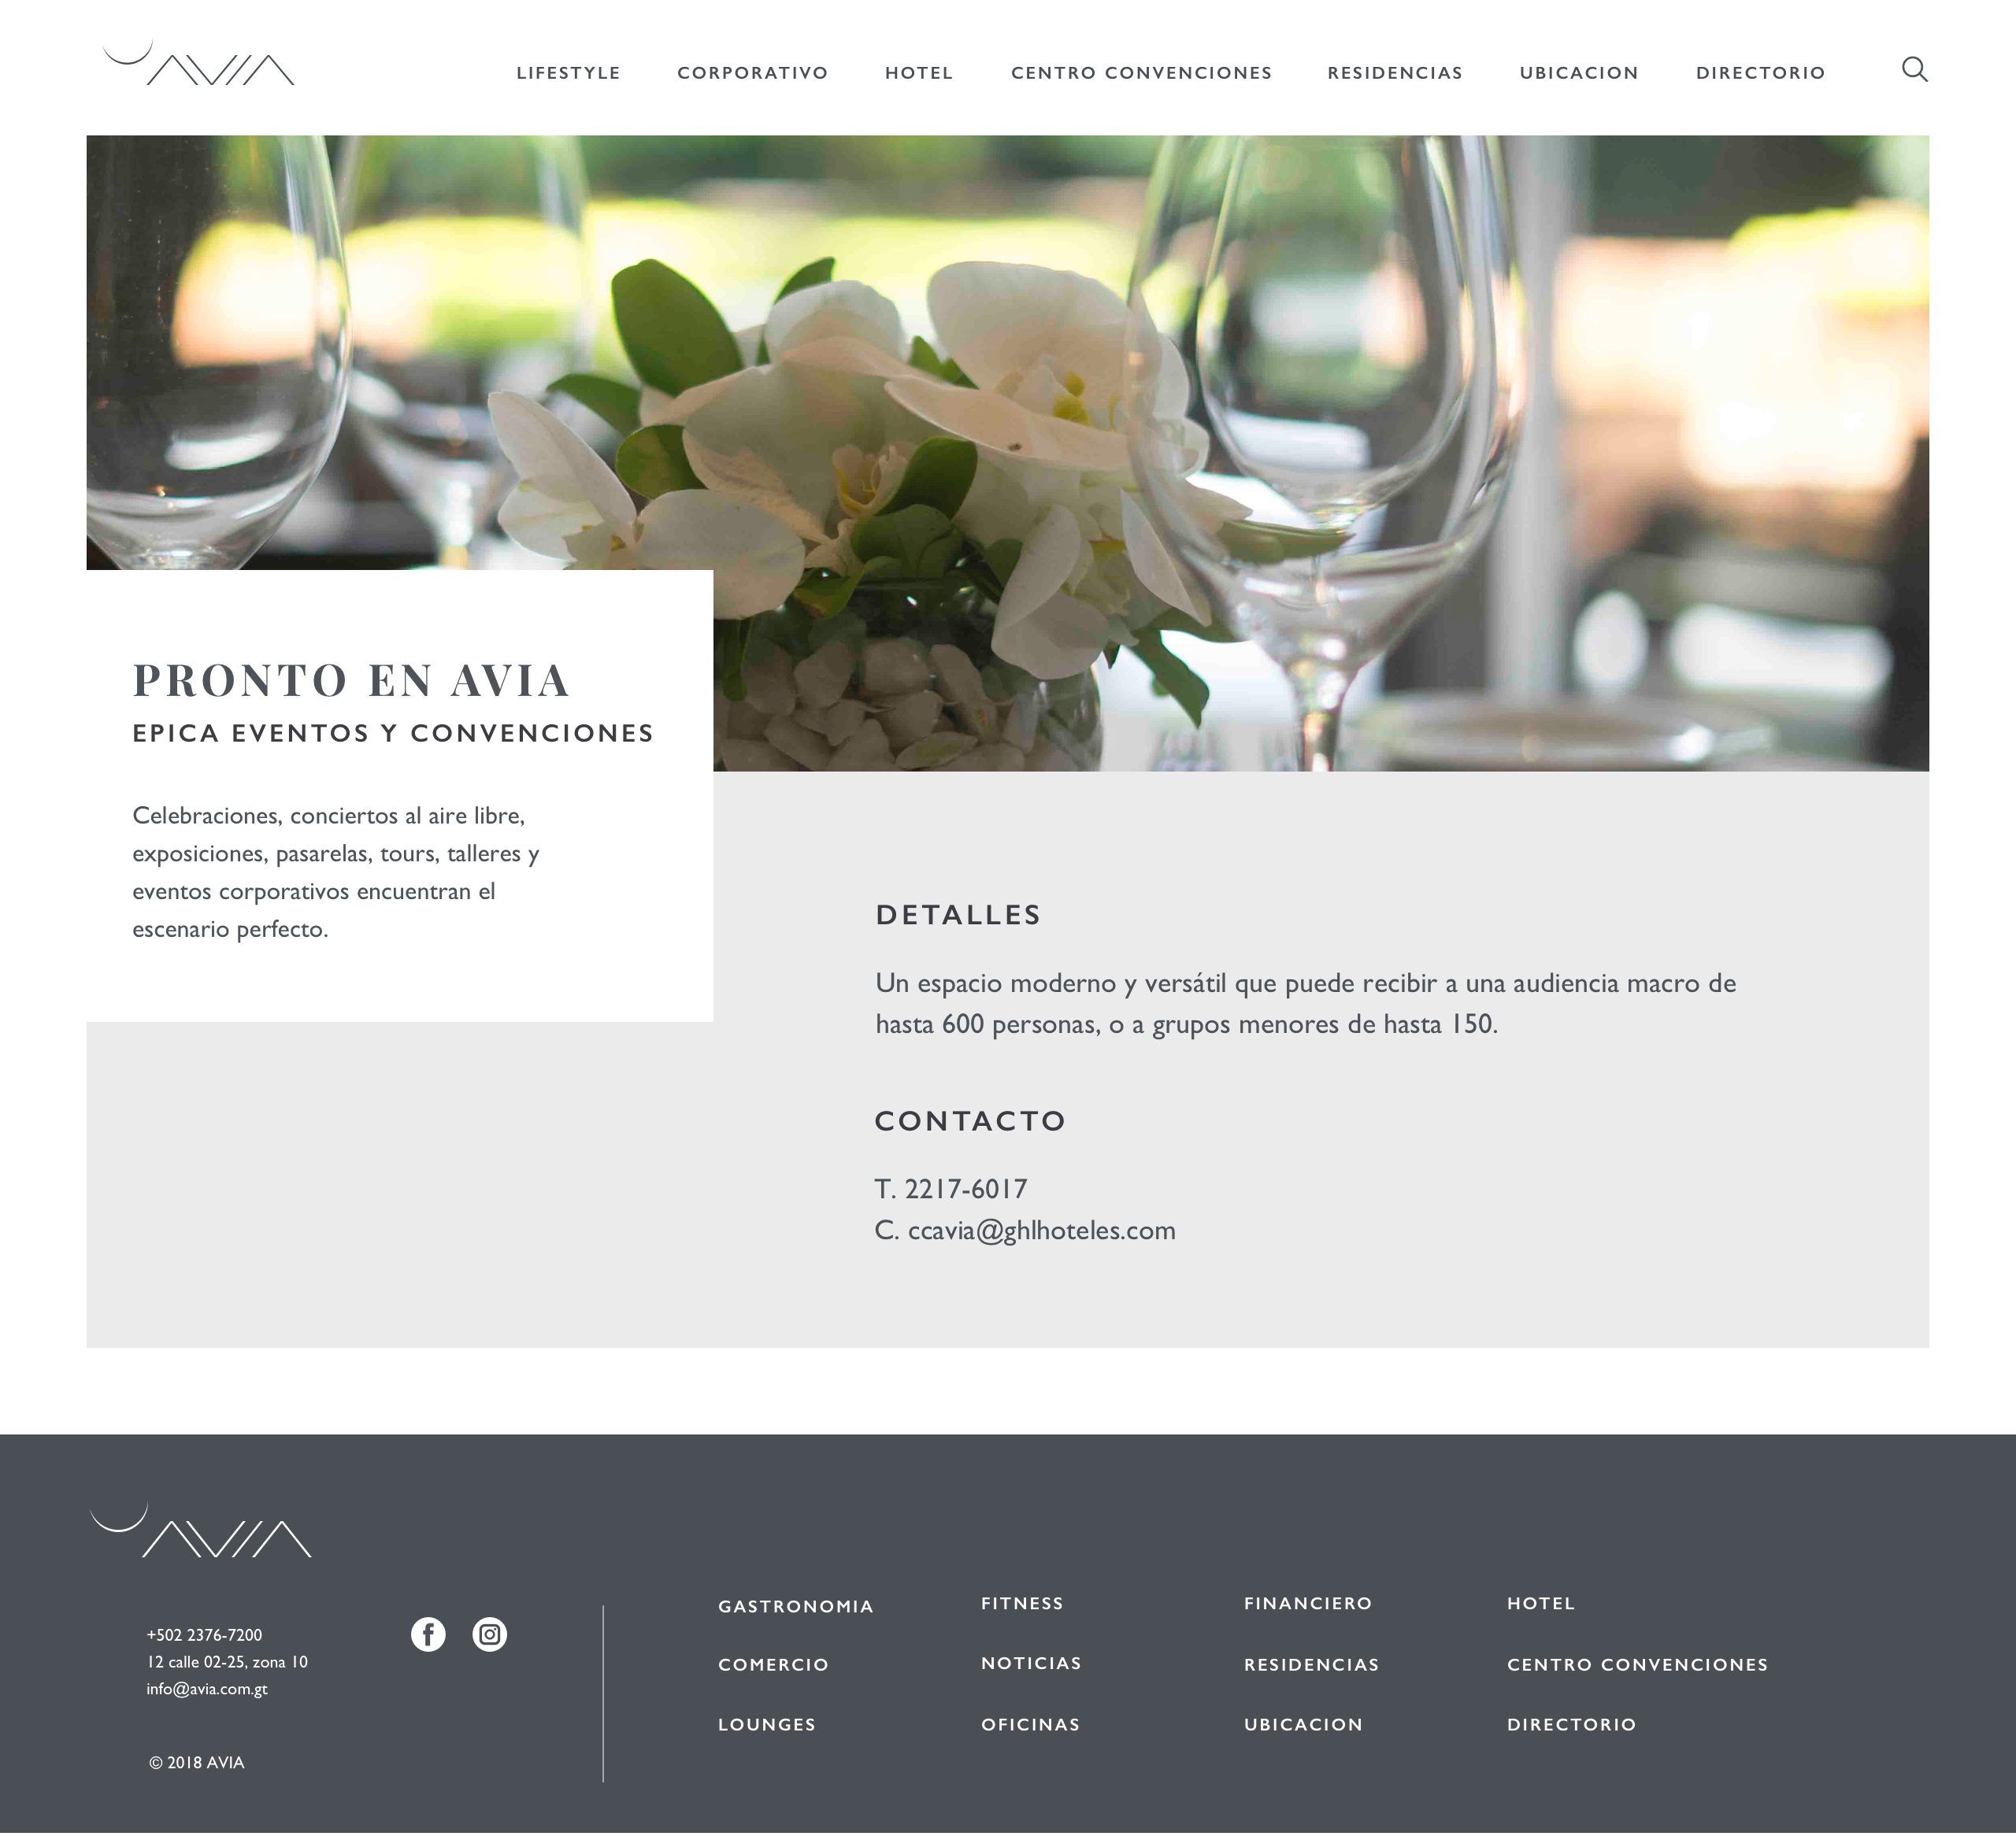 AVIA
LIFESTYLE
CORPORATIVO
HOTEL
CENTRO CONVENCIONES
RESIDENCIAS
UBICACION
DIRECTORIO
PRONTO EN AVIA
EPICA EVENTOS Y CONVENCIONES
Celebraciones, conciertos al aire libre,
exposiciones, pasarelas, tours, talleres y
eventos corporativos encuentran el
escenario perfecto.
DETALLES
Un espacio moderno y versátil que puede recibir a una audiencia macro de
hasta 600 personas, o a grupos menores de hasta 150.
CONTACTO
T. 2217-6017
C. ccavia@ghlhoteles.com
AVIA
+502 2376-7200
12 calle 02-25, zona 10
info@avia.com.gt
© 2018 AVIA
GASTRONOMIA
COMERCIO
LOUNGES
FITNESS
NOTICIAS
OFICINAS
FINANCIERO
RESIDENCIAS
UBICACION
HOTEL
CENTRO CONVENCIONES
DIRECTORIO